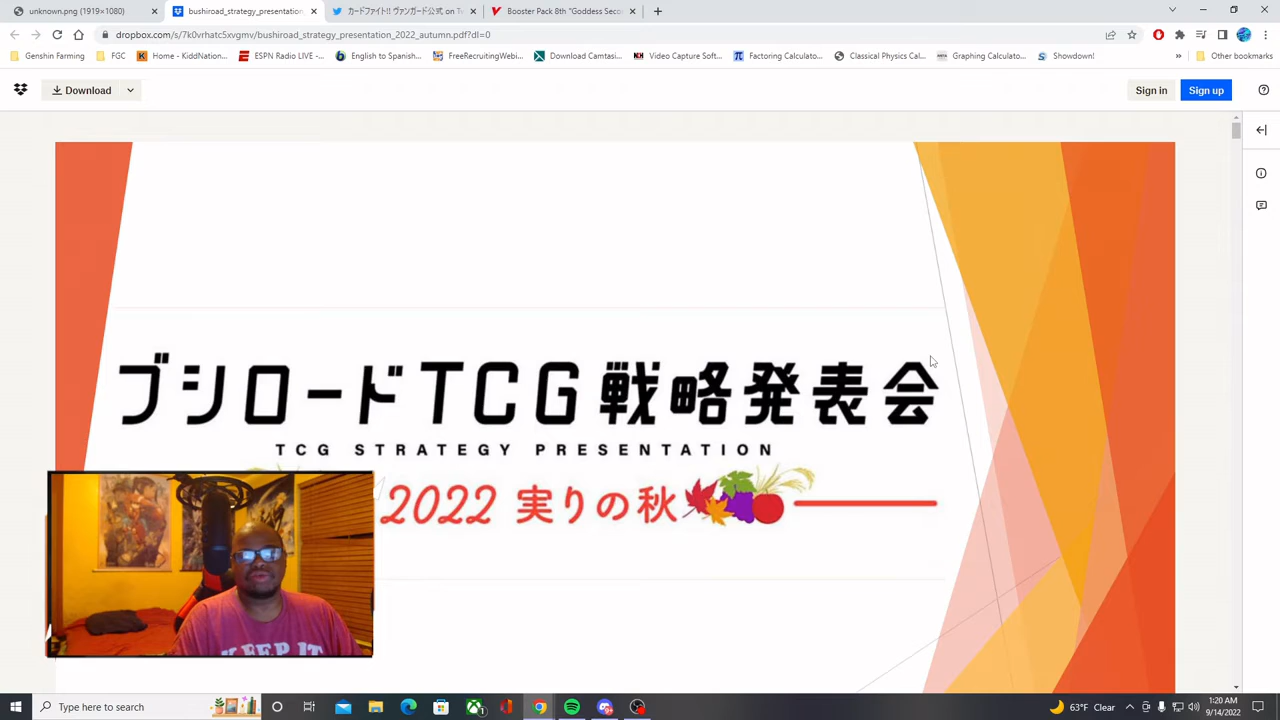 unknown.png (1919×1080)
bushiroad_strategy_presentation_
カードファイト!! ヴァンガード公式 on Tw
Booster Pack 8th "Goddess Seco
dropbox.com/s/7k0vrhatc5xvgmv/bushiroad_strategy_presentation_2022_autumn.pdf?dl=0
Genshin Farming
FGC
Home - KiddNation...
ESPN Radio LIVE -...
English to Spanish...
FreeRecruitingWebi...
Download Camtasi...
Video Capture Soft...
Factoring Calculato...
Classical Physics Cal...
Graphing Calculato...
Showdown!
»
Other bookmarks
Download
Sign in
Sign up
ブシロードTCG戦略発表会
TCG STRATEGY PRESENTATION
2022 実りの秋
KEEP IT
Type here to search
63°F Clear
1:20 AM
9/14/2022